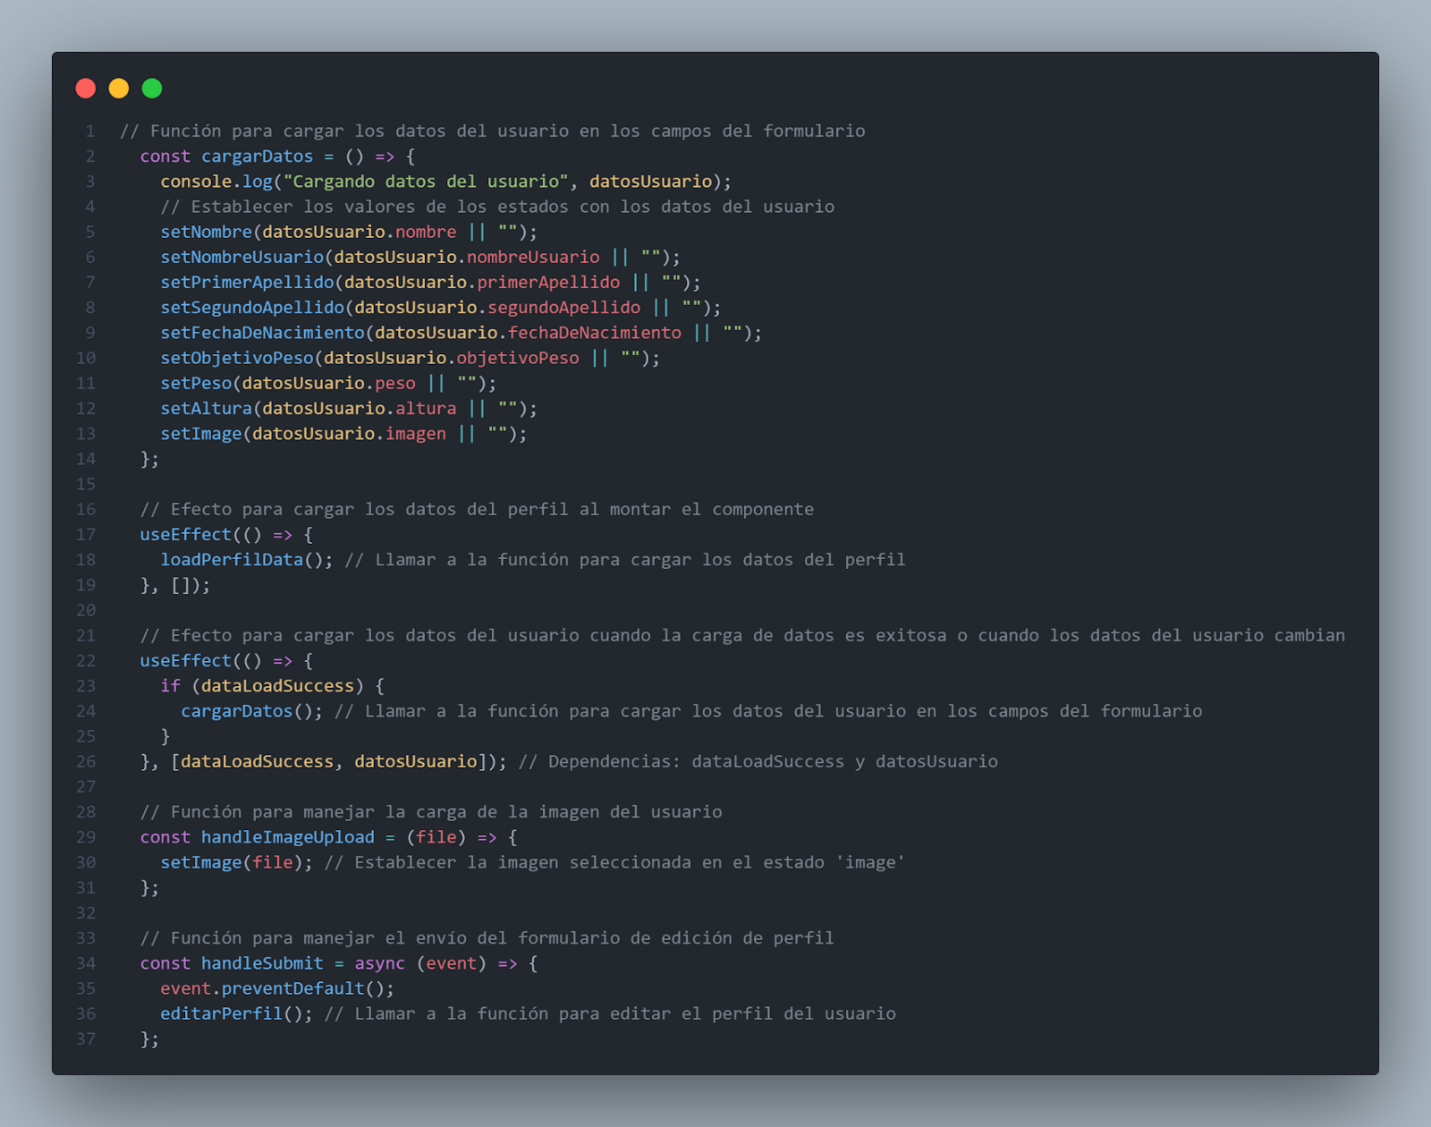 1 // Función para cargar los datos del usuario en los campos del formulario
2 const cargarDatos = () => {
3 console.log("Cargando datos del usuario", datosUsuario);
4 // Establecer los valores de los estados con los datos del usuario
5 setNombre(datosUsuario.nombre || "");
6 setNombreUsuario(datosUsuario.nombreUsuario || "");
7 setPrimerApellido(datosUsuario.primerApellido || "");
8 setSegundoApellido(datosUsuario.segundoApellido || "");
9 setFechaDeNacimiento(datosUsuario.fechaDeNacimiento || "");
10 setObjetivoPeso(datosUsuario.objetivoPeso || "");
11 setPeso(datosUsuario.peso || "");
12 setAltura(datosUsuario.altura || "");
13 setImage(datosUsuario.imagen || "");
14 };
15
16 // Efecto para cargar los datos del perfil al montar el componente
17 useEffect(() => {
18 loadPerfilData(); // Llamar a la función para cargar los datos del perfil
19 }, []);
20
21 // Efecto para cargar los datos del usuario cuando la carga de datos es exitosa o cuando los datos del usuario cambian
22 useEffect(() => {
23 if (dataLoadSuccess) {
24 cargarDatos(); // Llamar a la función para cargar los datos del usuario en los campos del formulario
25 }
26 }, [dataLoadSuccess, datosUsuario]); // Dependencias: dataLoadSuccess y datosUsuario
27
28 // Función para manejar la carga de la imagen del usuario
29 const handleImageUpload = (file) => {
30 setImage(file); // Establecer la imagen seleccionada en el estado 'image'
31 };
32
33 // Función para manejar el envío del formulario de edición de perfil
34 const handleSubmit = async (event) => {
35 event.preventDefault();
36 editarPerfil(); // Llamar a la función para editar el perfil del usuario
37 };